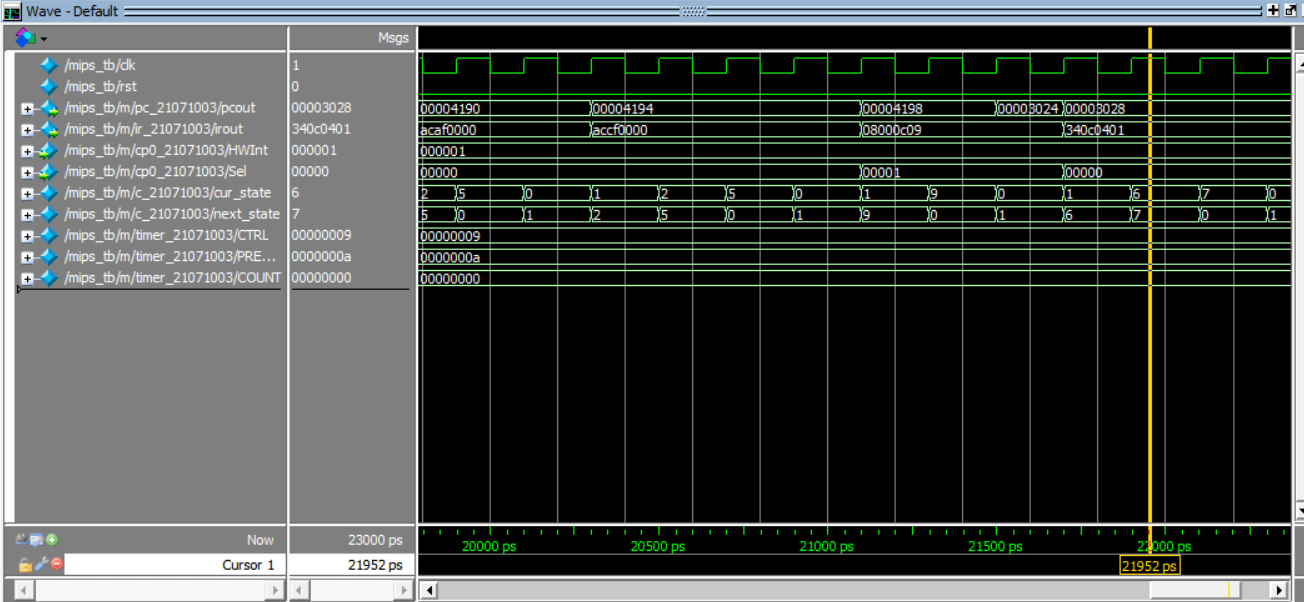 Wave - Default
Msgs
/mips_tb/clk 1
/mips_tb/rst 0
/mips_tb/m/pc_21071003/pcout 00003028 00004190 00004194 00004198 00003024 00003028
/mips_tb/m/ir_21071003/irout 340c0401 acaf0000 accf0000 08000c09 340c0401
/mips_tb/m/cp0_21071003/HWInt 000001 000001
/mips_tb/m/cp0_21071003/Sel 00000 00000 00001 00000
/mips_tb/m/c_21071003/cur_state 6 2 5 0 1 2 5 0 1 9 0 1 6 7 0
/mips_tb/m/c_21071003/next_state 7 5 0 1 2 5 0 1 9 0 1 6 7 0 1
/mips_tb/m/timer_21071003/CTRL 00000009 00000009
/mips_tb/m/timer_21071003/PRE... 0000000a 0000000a
/mips_tb/m/timer_21071003/COUNT 00000000 00000000
Now 23000 ps 20000 ps 20500 ps 21000 ps 21500 ps 22000 ps
Cursor 1 21952 ps 21952 ps